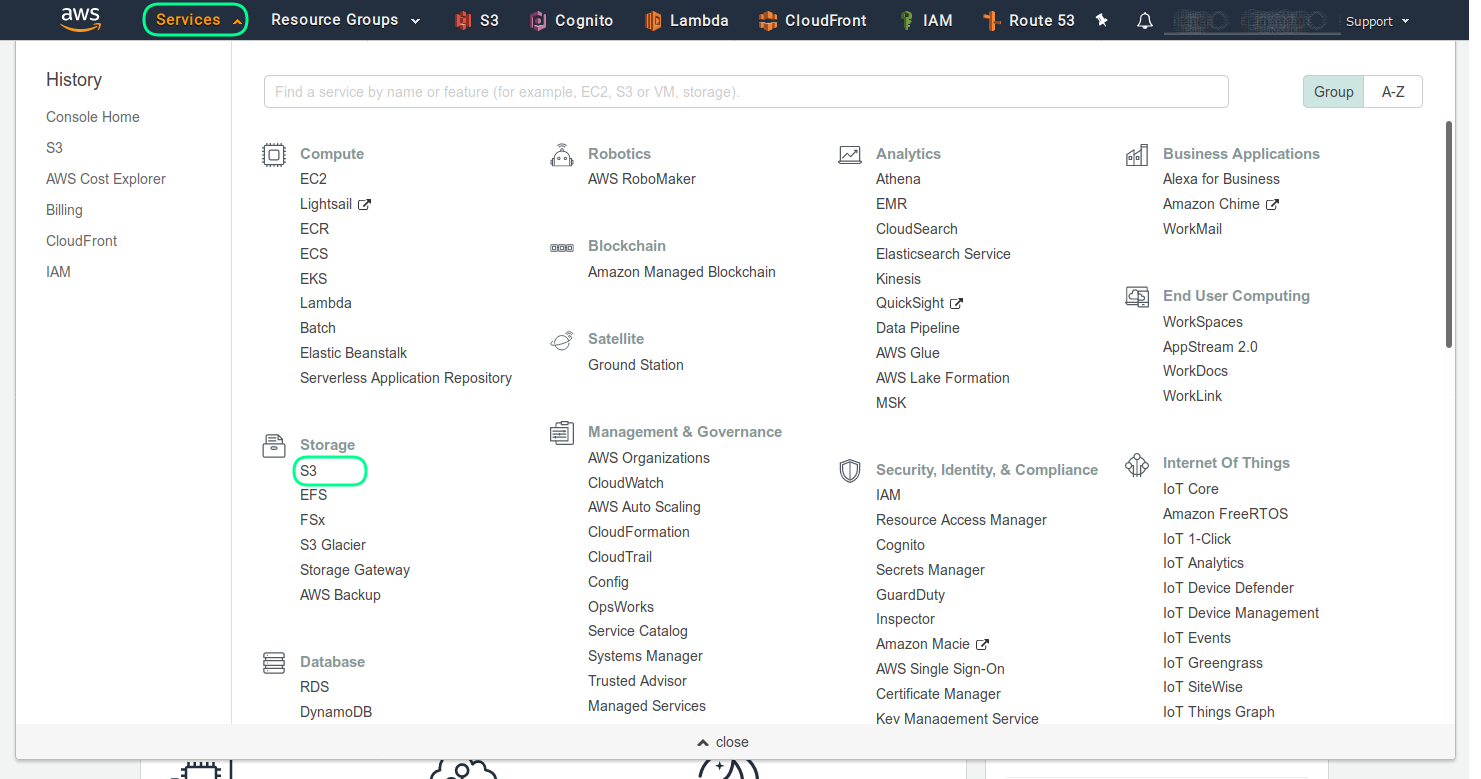 aws
Services
Resource Groups
S3
Cognito
Lambda
CloudFront
IAM
Route 53
Support
History
Console Home
S3
AWS Cost Explorer
Billing
CloudFront
IAM
Find a service by name or feature (for example, EC2, S3 or VM, storage).
Group
A-Z
Compute
EC2
Lightsail
ECR
ECS
EKS
Lambda
Batch
Elastic Beanstalk
Serverless Application Repository
Storage
S3
EFS
FSx
S3 Glacier
Storage Gateway
AWS Backup
Database
RDS
DynamoDB
Robotics
AWS RoboMaker
Blockchain
Amazon Managed Blockchain
Satellite
Ground Station
Management & Governance
AWS Organizations
CloudWatch
AWS Auto Scaling
CloudFormation
CloudTrail
Config
OpsWorks
Service Catalog
Systems Manager
Trusted Advisor
Managed Services
Analytics
Athena
EMR
CloudSearch
Elasticsearch Service
Kinesis
QuickSight
Data Pipeline
AWS Glue
AWS Lake Formation
MSK
Security, Identity, & Compliance
IAM
Resource Access Manager
Cognito
Secrets Manager
GuardDuty
Inspector
Amazon Macie
AWS Single Sign-On
Certificate Manager
Key Management Service
Business Applications
Alexa for Business
Amazon Chime
WorkMail
End User Computing
WorkSpaces
AppStream 2.0
WorkDocs
WorkLink
Internet Of Things
IoT Core
Amazon FreeRTOS
IoT 1-Click
IoT Analytics
IoT Device Defender
IoT Device Management
IoT Events
IoT Greengrass
IoT SiteWise
IoT Things Graph
close